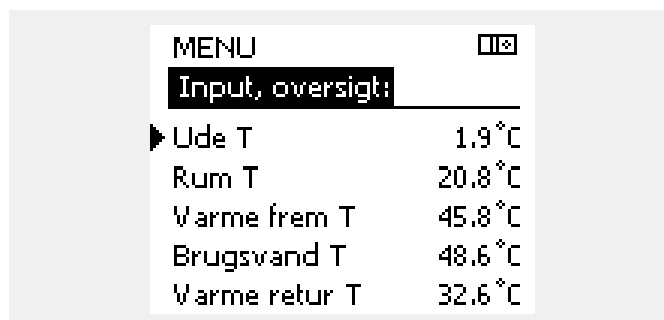 MENU
Input, oversigt:
Ude T 1.9°C
Rum T 20.8°C
Varme frem T 45.8°C
Brugsvand T 48.6°C
Varme retur T 32.6°C